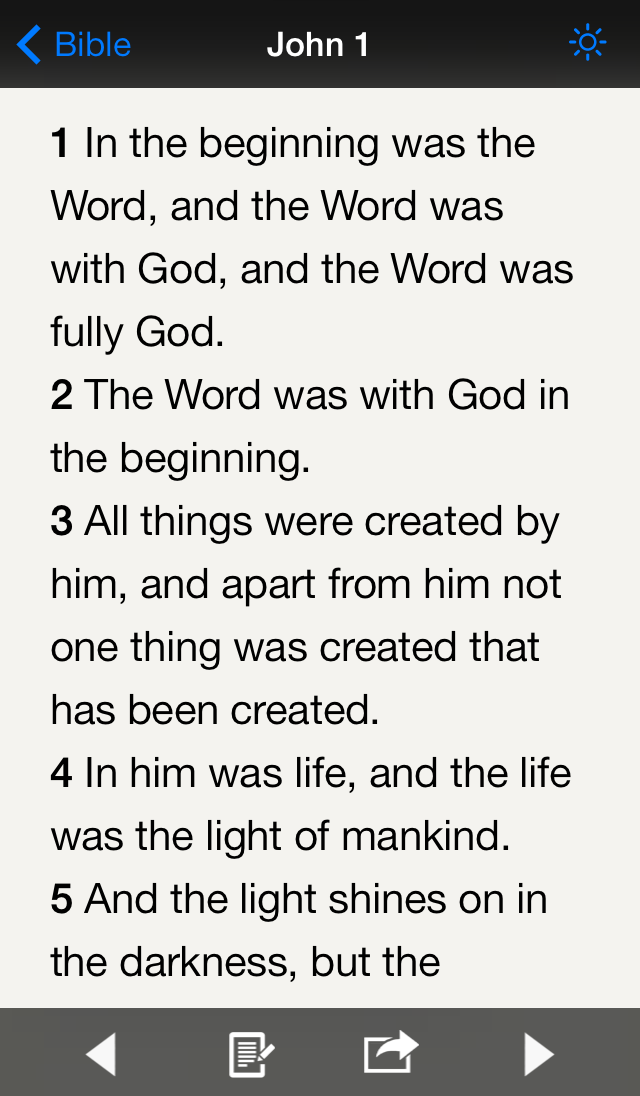 Bible
John 1
1 In the beginning was the
Word, and the Word was
with God, and the Word was
fully God.
2 The Word was with God in
the beginning.
3 All things were created by
him, and apart from him not
one thing was created that
has been created.
4 In him was life, and the life
was the light of mankind.
5 And the light shines on in
the darkness, but the